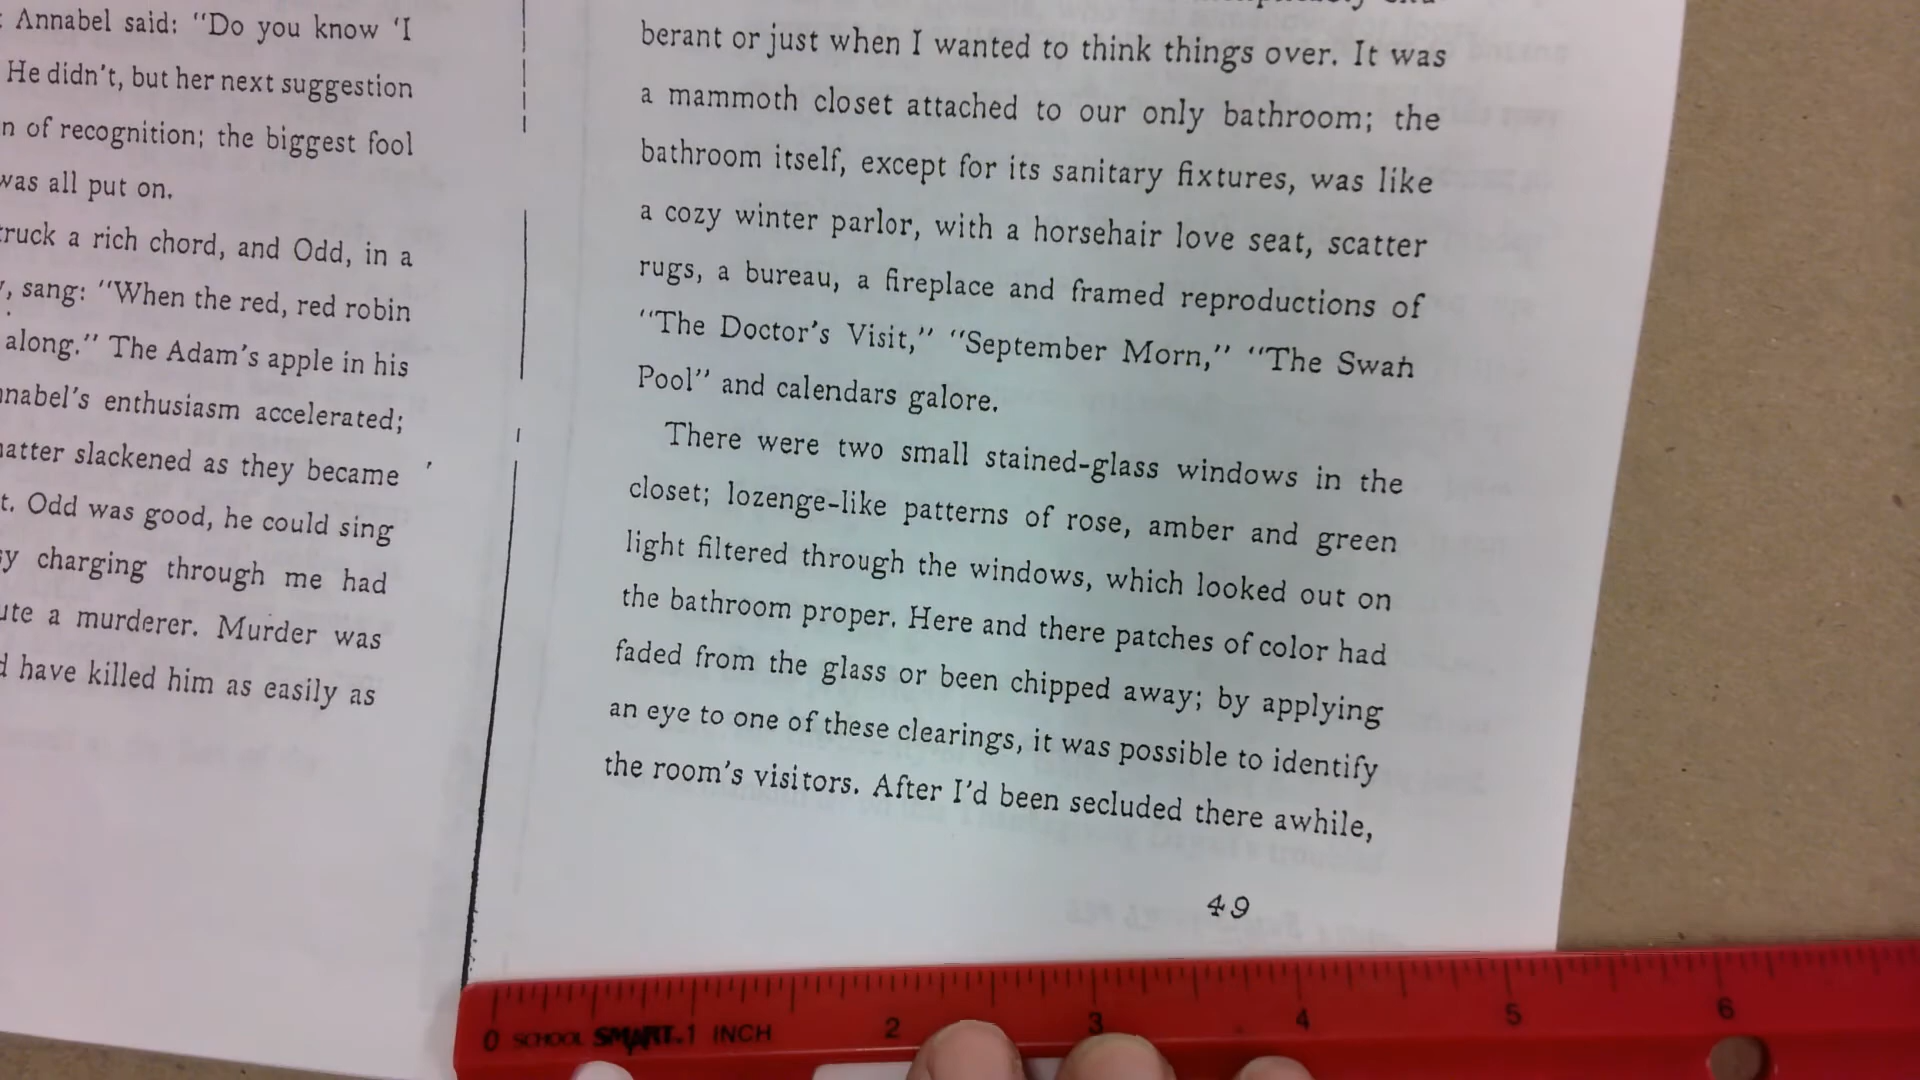 Annabel said: "Do you know 'I
He didn't, but her next suggestion
n of recognition; the biggest fool
was all put on.
truck a rich chord, and Odd, in a
, sang: "When the red, red robin
along." The Adam's apple in his
nnabel's enthusiasm accelerated;
hatter slackened as they became
t. Odd was good, he could sing
sy charging through me had
ute a murderer. Murder was
d have killed him as easily as
berant or just when I wanted to think things over. It was
a mammoth closet attached to our only bathroom; the
bathroom itself, except for its sanitary fixtures, was like
a cozy winter parlor, with a horsehair love seat, scatter
rugs, a bureau, a fireplace and framed reproductions of
"The Doctor's Visit," "September Morn," "The Swan
Pool" and calendars galore.
There were two small stained-glass windows in the
closet; lozenge-like patterns of rose, amber and green
light filtered through the windows, which looked out on
the bathroom proper. Here and there patches of color had
faded from the glass or been chipped away; by applying
an eye to one of these clearings, it was possible to identify
the room's visitors. After I'd been secluded there awhile,
49
0 SCHOOL SMART. 1 INCH 2 3 4 5 6